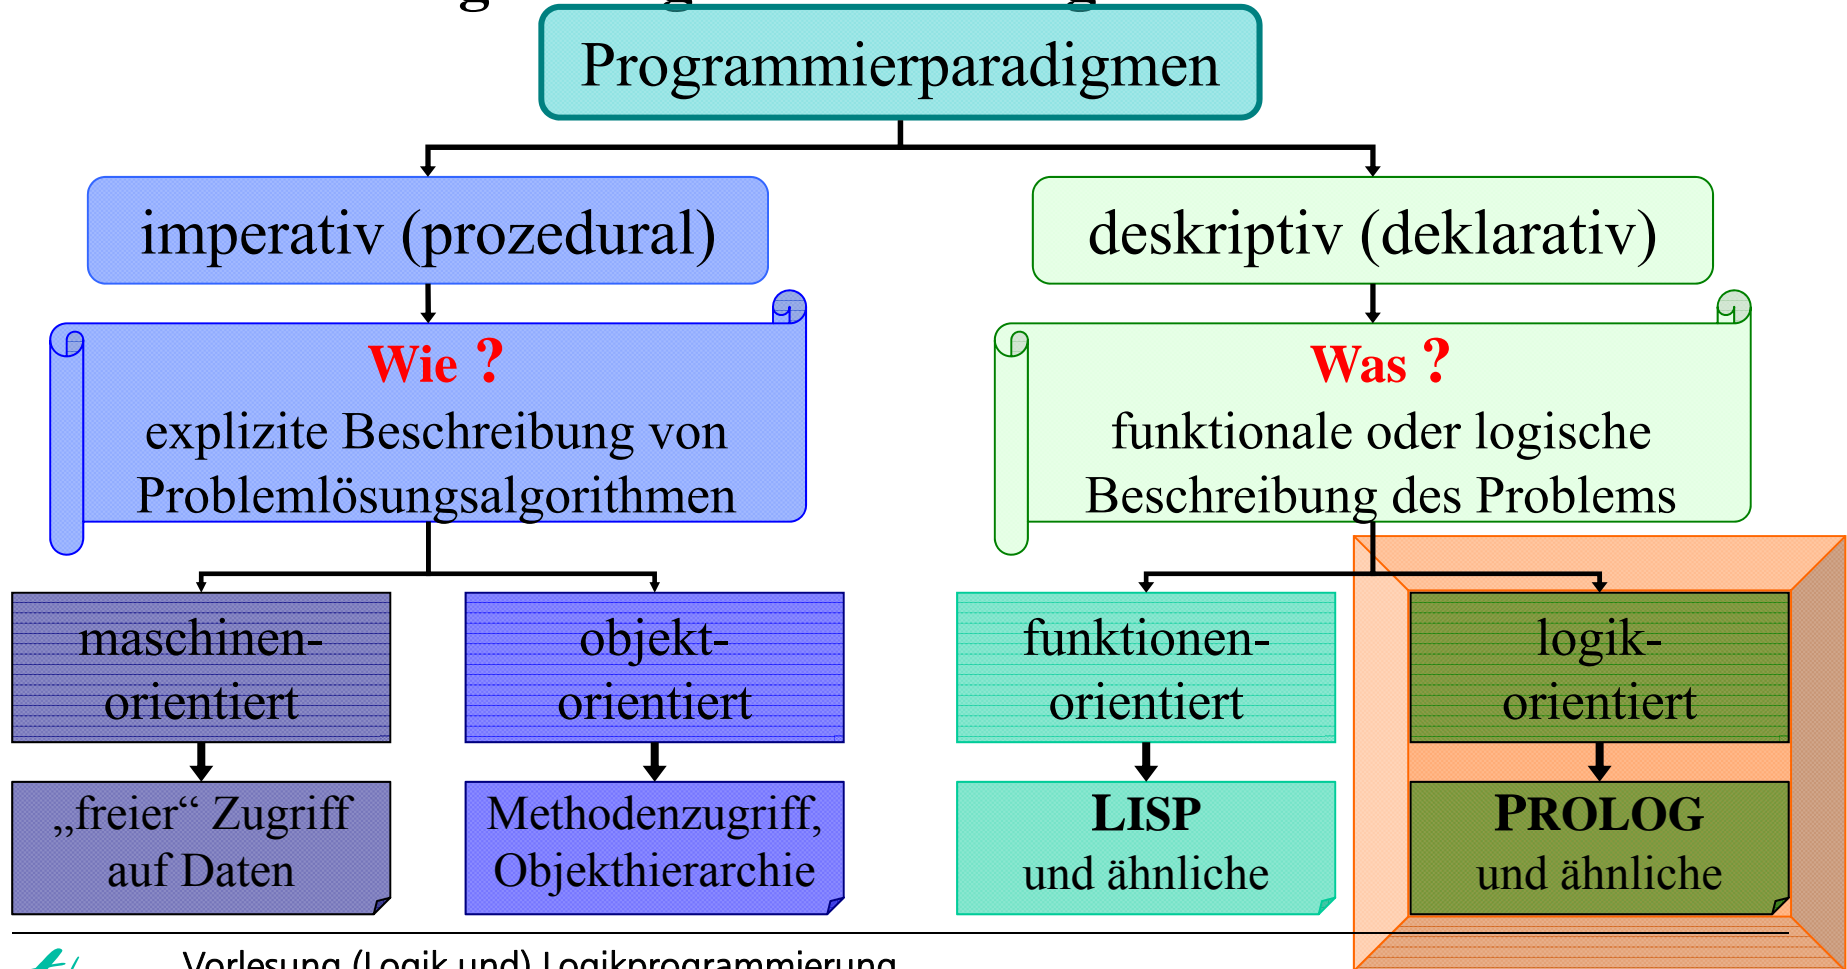 Programmierparadigmen
imperativ (prozedural)
deskriptiv (deklarativ)
Wie ?
explizite Beschreibung von
Problemlösungsalgorithmen
Was ?
funktionale oder logische
Beschreibung des Problems
maschinen-
orientiert
objekt-
orientiert
funktionen-
orientiert
logik-
orientiert
„freier“ Zugriff
auf Daten
Methodenzugriff,
Objekthierarchie
LISP
und ähnliche
PROLOG
und ähnliche
Vorlesung (Logik und) Logikprogrammierung